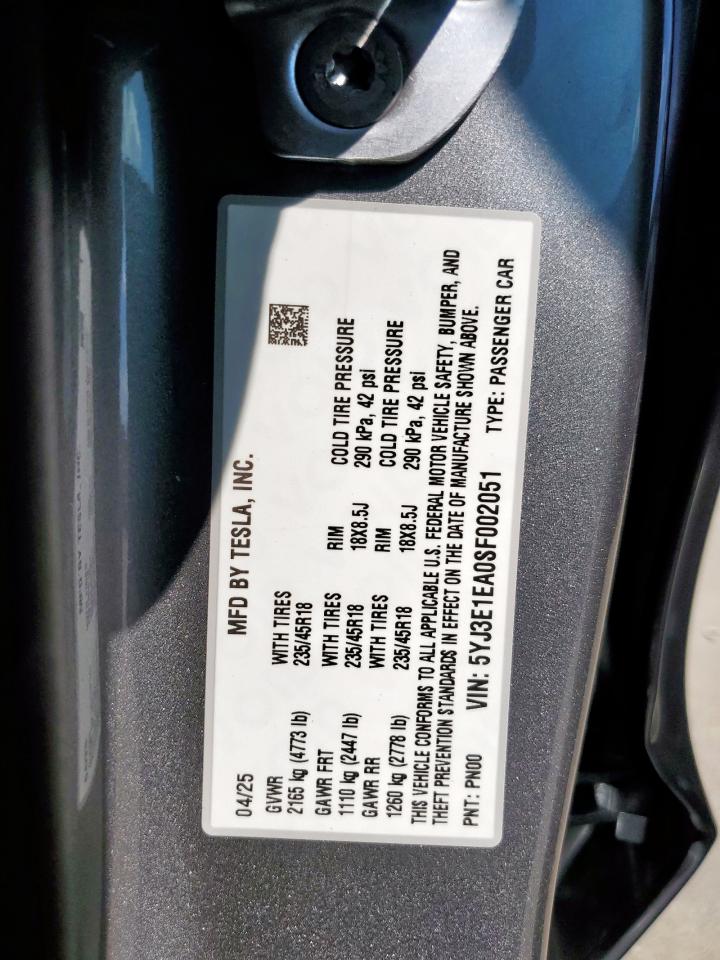 MFD BY TESLA, INC.
04/25
GVWR WITH TIRES
2165 kg (4773 lb) 235/45R18
GAWR FRT WITH TIRES RIM COLD TIRE PRESSURE
1110 kg (2447 lb) 235/45R18 18X8.5J 290 kPa, 42 psi
GAWR RR WITH TIRES RIM COLD TIRE PRESSURE
1260 kg (2778 lb) 235/45R18 18X8.5J 290 kPa, 42 psi
THIS VEHICLE CONFORMS TO ALL APPLICABLE U.S. FEDERAL MOTOR VEHICLE SAFETY, BUMPER, AND
THEFT PREVENTION STANDARDS IN EFFECT ON THE DATE OF MANUFACTURE SHOWN ABOVE.
PNT: PN00 VIN: 5YJ3E1EA0SF002051 TYPE: PASSENGER CAR